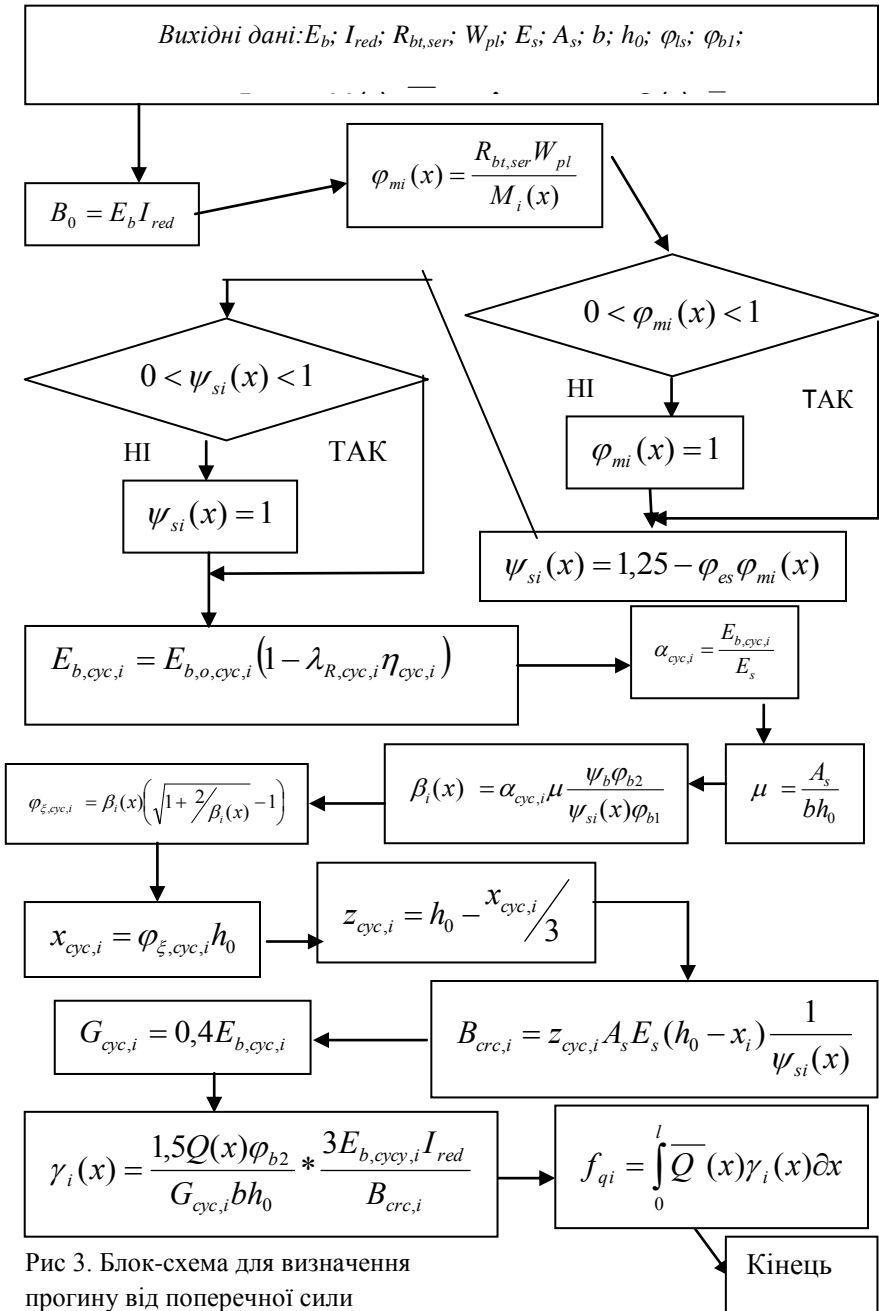 Вихідні дані:E_b; I_red; R_bt,ser; W_pl; E_s; A_s; b; h_0; φ_ls; φ_b1;
B_0 = E_b I_red
φ_mi(x) = R_bt,ser W_pl / M_i(x)
0 < φ_mi(x) < 1
НІ
ТАК
φ_mi(x) = 1
ψ_si(x) = 1,25 − φ_es φ_mi(x)
0 < ψ_si(x) < 1
НІ
ТАК
ψ_si(x) = 1
E_b,cyc,i = E_b,o,cyc,i (1 − λ_R,cyc,i η_cyc,i)
α_cyc,i = E_b,cyc,i / E_s
μ = A_s / bh_0
β_i(x) = α_cyc,i μ ψ_b φ_b2 / ψ_si(x)φ_b1
φ_ξ,cyc,i = β_i(x)(√(1 + 2/β_i(x)) − 1)
x_cyc,i = φ_ξ,cyc,i h_0
z_cyc,i = h_0 − x_cyc,i / 3
B_crc,i = z_cyc,i A_s E_s (h_0 − x_i) 1 / ψ_si(x)
G_cyc,i = 0,4E_b,cyc,i
γ_i(x) = 1,5Q(x)φ_b2 / G_cyc,i bh_0 * 3E_b,cycy,i I_red / B_crc,i
f_qi = ∫_0^l Q̅(x)γ_i(x)∂x
Кінець
Рис 3. Блок-схема для визначення
прогину від поперечної сили